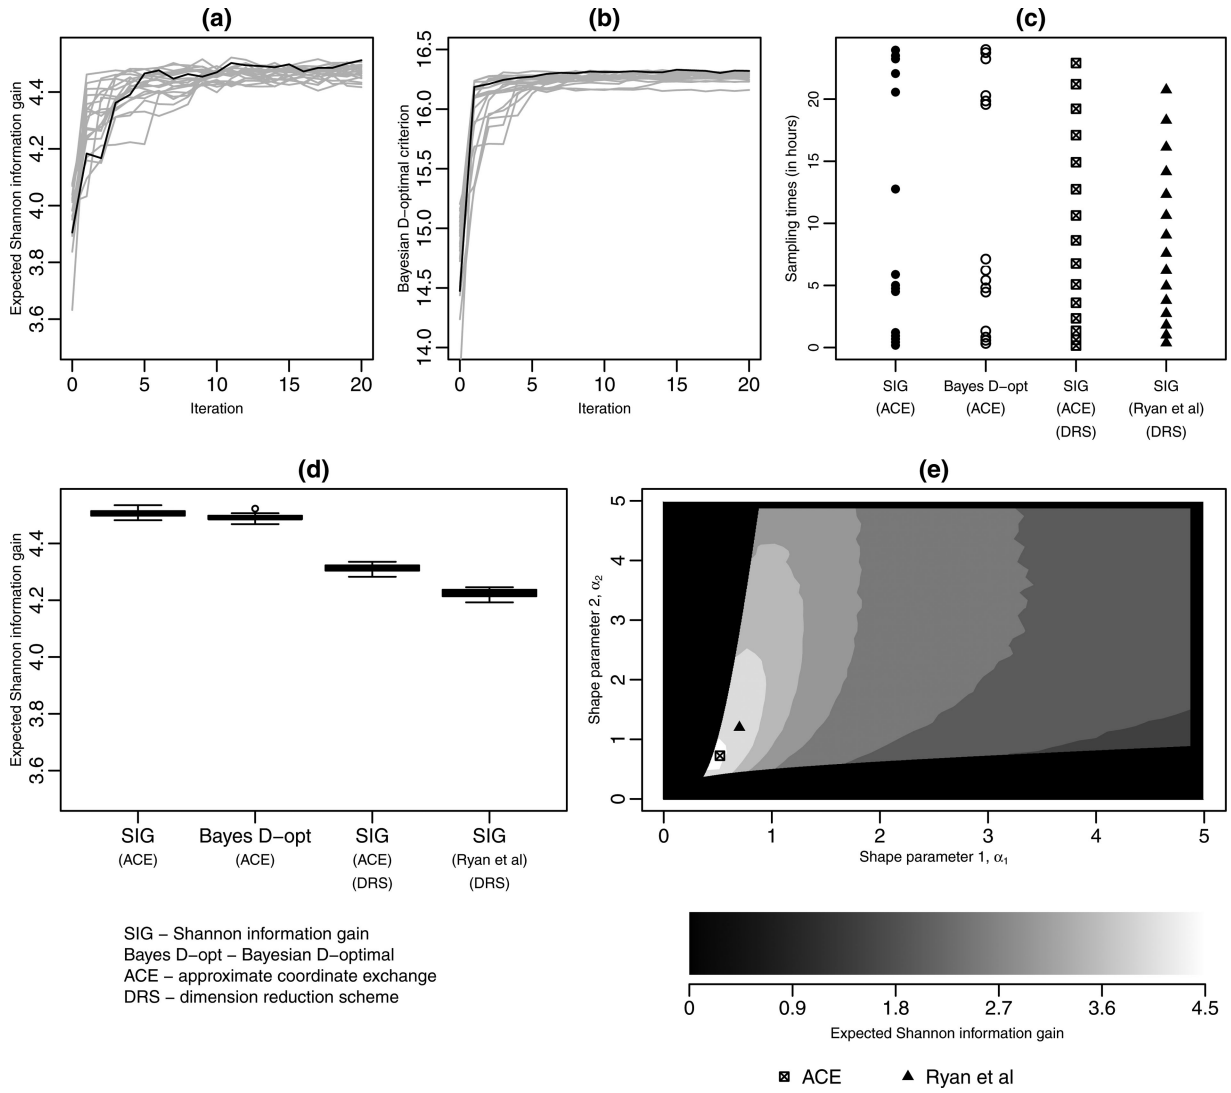 (a)
Expected Shannon information gain
3.6 3.8 4.0 4.2 4.4
0 5 10 15 20
Iteration
(b)
Bayesian D−optimal criterion
14.0 14.5 15.0 15.5 16.0 16.5
0 5 10 15 20
Iteration
(c)
Sampling times (in hours)
0 5 10 15 20
SIG
(ACE)
Bayes D−opt
(ACE)
SIG
(ACE)
(DRS)
SIG
(Ryan et al)
(DRS)
(d)
Expected Shannon information gain
3.6 3.8 4.0 4.2 4.4
SIG
(ACE)
Bayes D−opt
(ACE)
SIG
(ACE)
(DRS)
SIG
(Ryan et al)
(DRS)
SIG − Shannon information gain
Bayes D−opt − Bayesian D−optimal
ACE − approximate coordinate exchange
DRS − dimension reduction scheme
(e)
Shape parameter 2, α₂
0 1 2 3 4 5
0 1 2 3 4 5
Shape parameter 1, α₁
0 0.9 1.8 2.7 3.6 4.5
Expected Shannon information gain
ACE Ryan et al